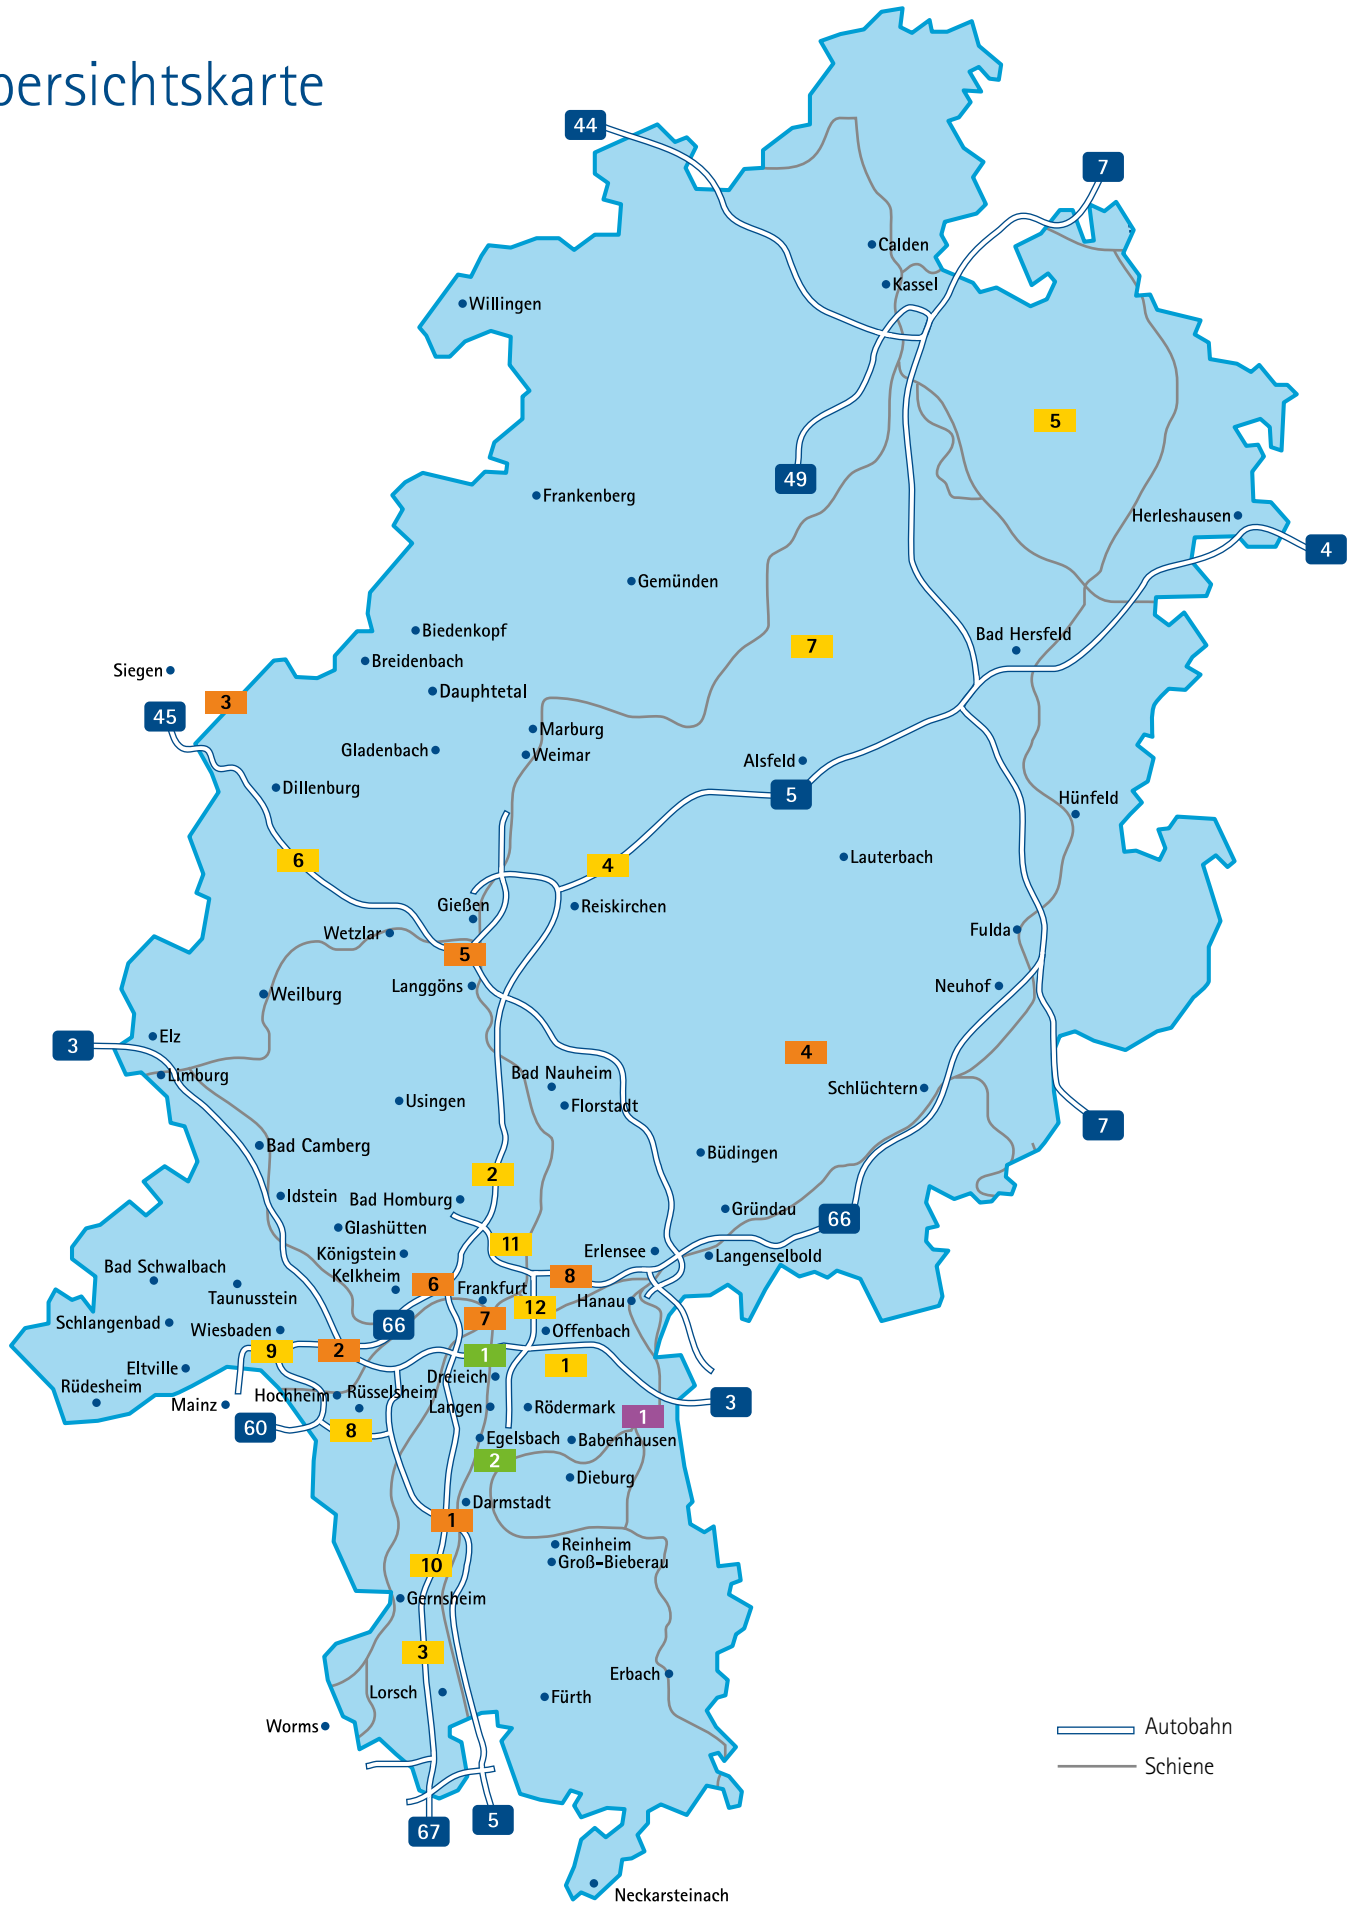 bersichtskarte
44
7
Calden
Kassel
Willingen
5
49
Frankenberg
Herleshausen
4
Gemünden
Biedenkopf
Bad Hersfeld
7
Breidenbach
Siegen
Dauphtetal
3
45
Marburg
Gladenbach
Weimar
Alsfeld
Dillenburg
5
Hünfeld
6
4
Lauterbach
Gießen
Reiskirchen
Wetzlar
Fulda
5
Langgöns
Neuhof
Weilburg
Elz
3
4
Limburg
Bad Nauheim
Schlüchtern
Usingen
Florstadt
7
Bad Camberg
Büdingen
2
Idstein
Bad Homburg
Gründau
66
Glashütten
11
Königstein
Erlensee
Langenselbold
Bad Schwalbach
Kelkheim
6
Frankfurt
8
Taunusstein
Hanau
12
Schlangenbad
66
7
Wiesbaden
Offenbach
9
2
1
1
Eltville
Dreieich
Rüdesheim
Hochheim
Rüsselsheim
3
Mainz
Langen
Rödermark
1
60
8
Egelsbach
Babenhausen
2
Dieburg
Darmstadt
1
Reinheim
10
Groß-Bieberau
Gernsheim
3
Erbach
Lorsch
Fürth
Worms
Autobahn
Schiene
67
5
Neckarsteinach